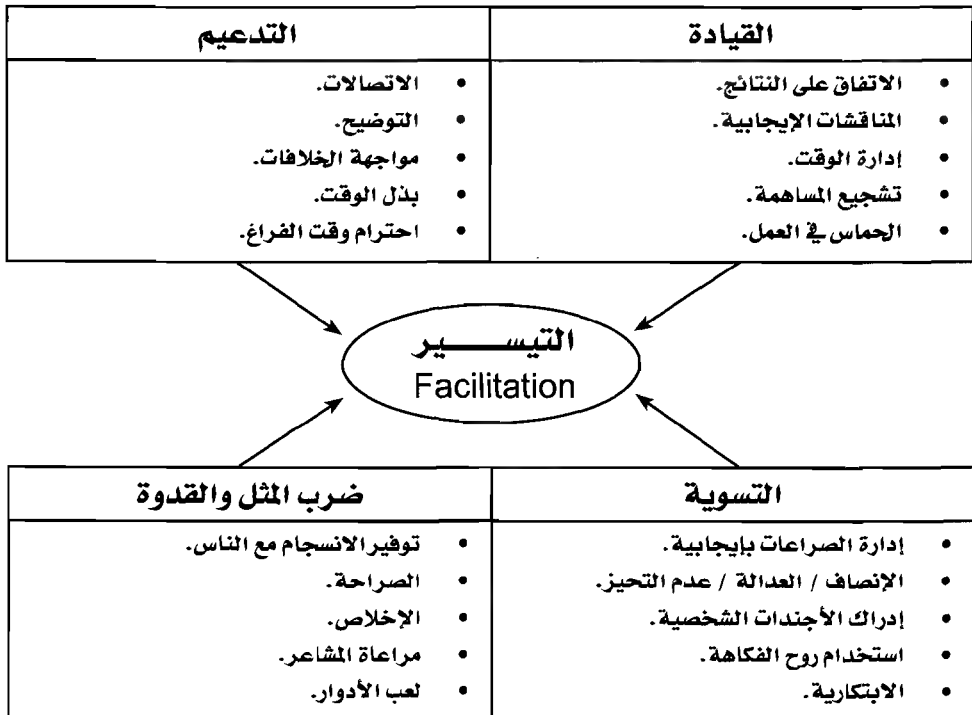 القيادة
الاتفاق على النتائج.
المناقشات الإيجابية.
إدارة الوقت.
تشجيع المساهمة.
الحماس في العمل.
التدعيم
الاتصالات.
التوضيح.
مواجهة الخلافات.
بذل الوقت.
احترام وقت الفراغ.
التيســــــير
Facilitation
التسوية
إدارة الصراعات بإيجابية.
الإنصاف / العدالة / عدم التحيز.
إدراك الأجندات الشخصية.
استخدام روح الفكاهة.
الابتكارية.
ضرب المثل والقدوة
توفير الانسجام مع الناس.
الصراحة.
الإخلاص.
مراعاة المشاعر.
لعب الأدوار.